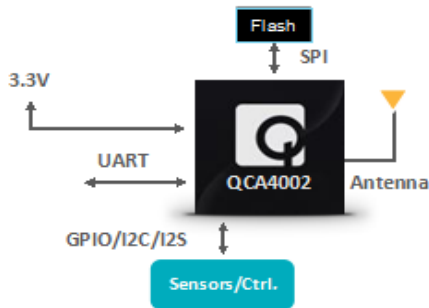 Flash
SPI
3.3V
UART
QCA4002
Antenna
GPIO/I2C/I2S
Sensors/Ctrl.